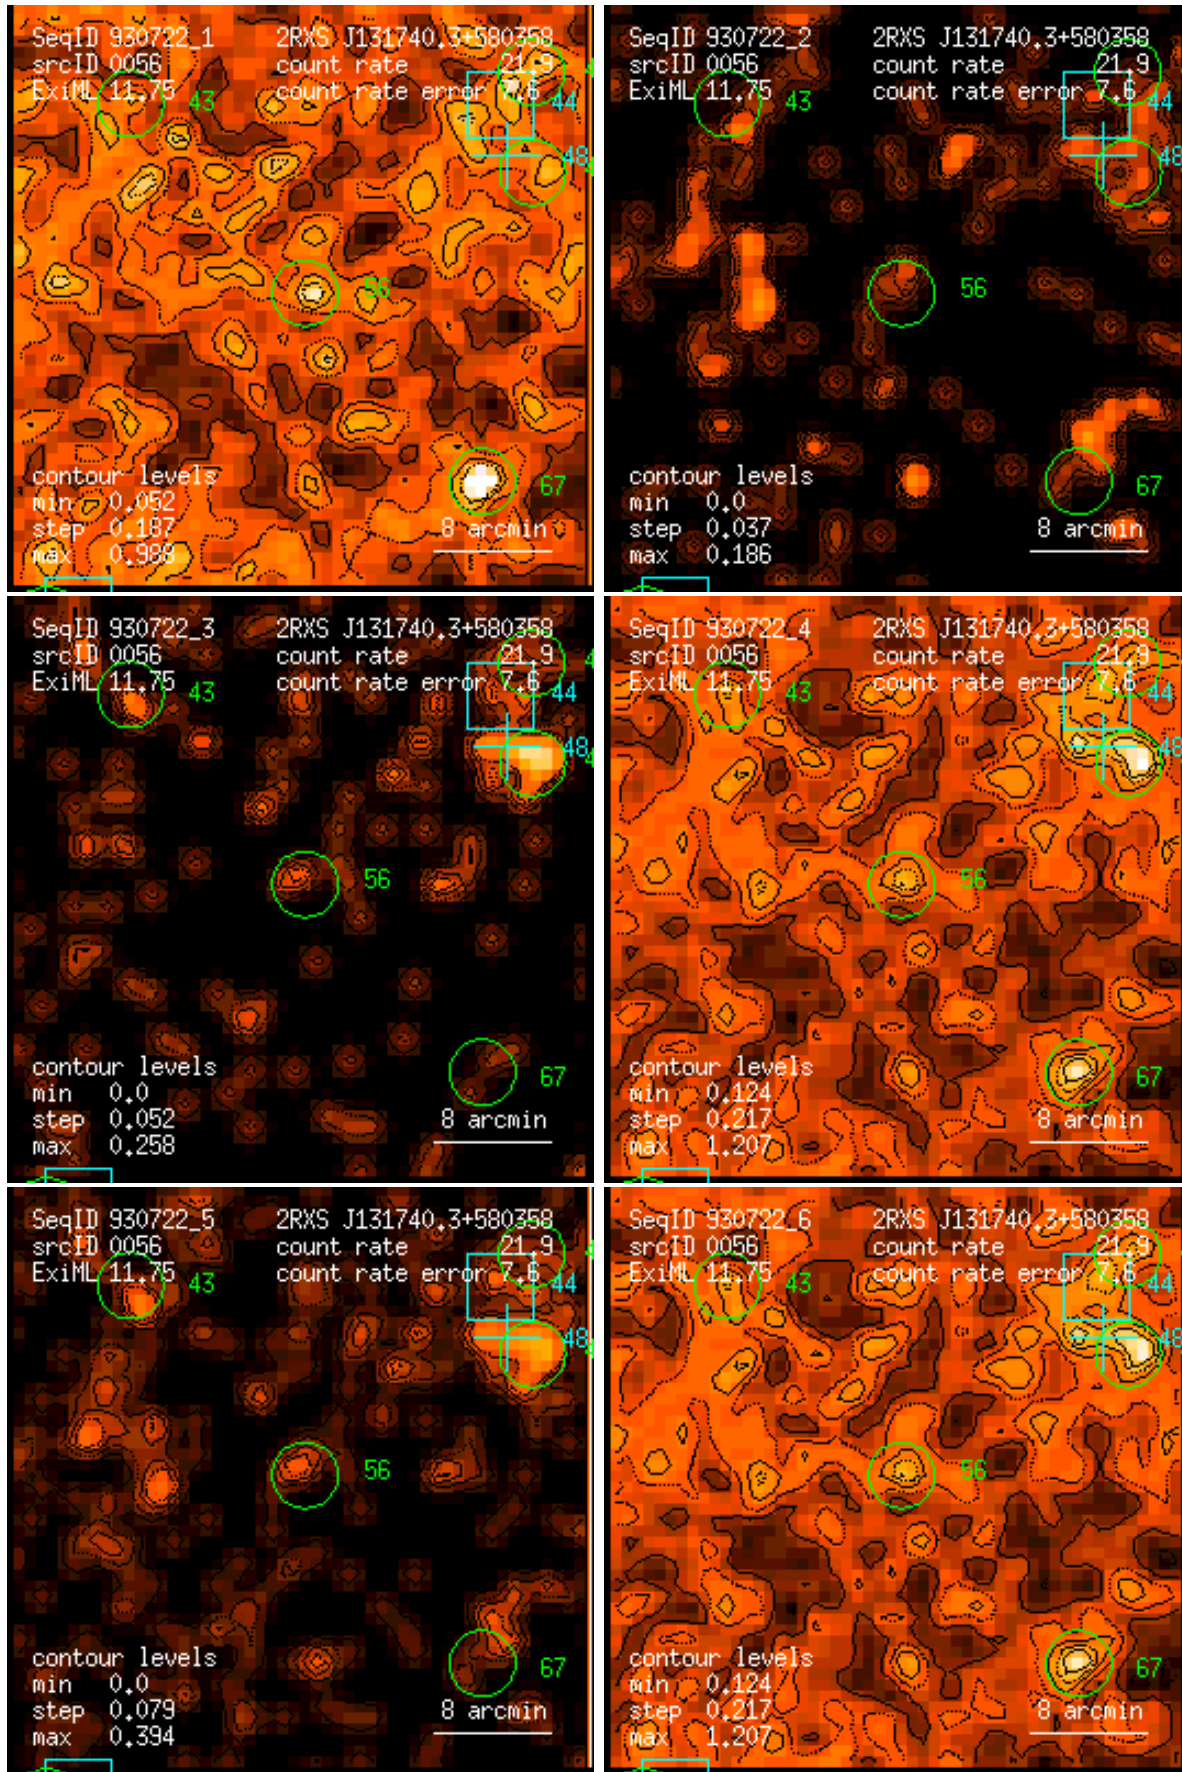 SeqID 930722_1 2RXS J131740.3+580358
srcID 0056 count rate 21.9
ExiML 11.75 count rate error 7.6
43
44
48
56
contour levels
min 0.052
67
step 0.187
8 arcmin
max 0.988
SeqID 930722_2 2RXS J131740.3+580358
srcID 0056 count rate 21.9
ExiML 11.75 count rate error 7.6
43
44
48
56
contour levels
min 0.0
67
step 0.037
8 arcmin
max 0.186
SeqID 930722_3 2RXS J131740.3+580358
srcID 0056 count rate 21.9
ExiML 11.75 count rate error 7.6
43
44
48
56
contour levels
min 0.0
67
step 0.052
8 arcmin
max 0.258
SeqID 930722_4 2RXS J131740.3+580358
srcID 0056 count rate 21.9
ExiML 11.75 count rate error 7.6
43
44
48
56
contour levels
min 0.124
67
step 0.217
8 arcmin
max 1.207
SeqID 930722_5 2RXS J131740.3+580358
srcID 0056 count rate 21.9
ExiML 11.75 count rate error 7.6
43
44
48
56
contour levels
min 0.0
67
step 0.079
8 arcmin
max 0.394
SeqID 930722_6 2RXS J131740.3+580358
srcID 0056 count rate 21.9
ExiML 11.75 count rate error 7.6
43
44
48
56
contour levels
min 0.124
67
step 0.217
8 arcmin
max 1.207